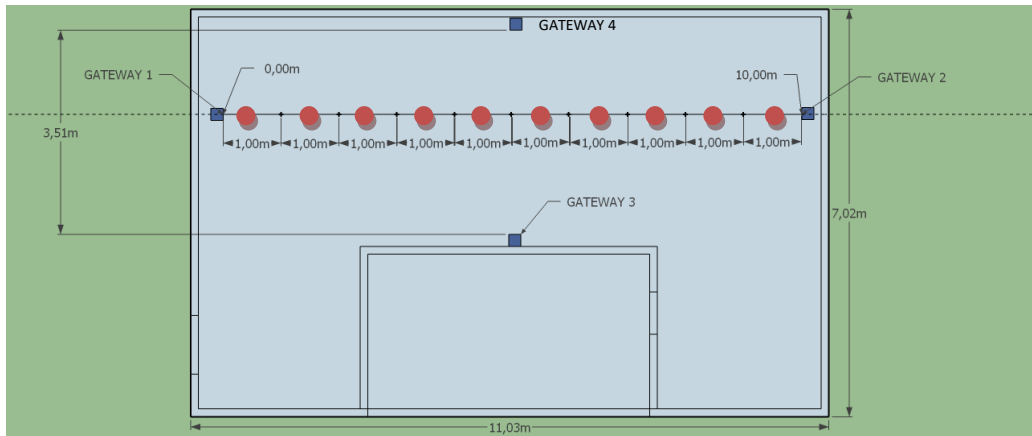 GATEWAY 4
GATEWAY 1
0,00m
10,00m
GATEWAY 2
3,51m
1,00m 1,00m 1,00m 1,00m 1,00m 1,00m 1,00m 1,00m 1,00m 1,00m
GATEWAY 3
7,02m
11,03m